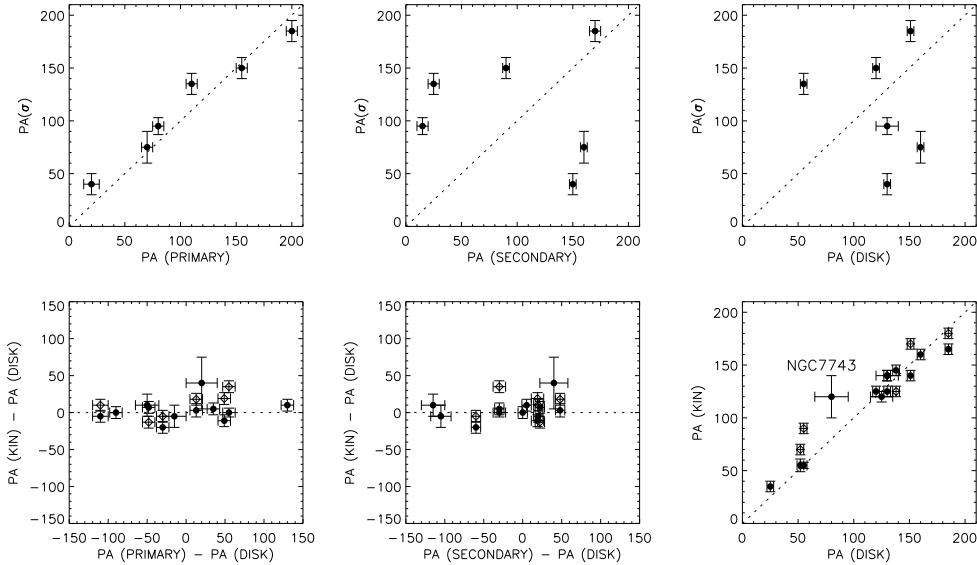 200
150
100
50
0
PA(σ)
0 50 100 150 200
PA (PRIMARY)
200
150
100
50
0
PA(σ)
0 50 100 150 200
PA (SECONDARY)
200
150
100
50
0
PA(σ)
0 50 100 150 200
PA (DISK)
150
100
50
0
−50
−100
−150
PA (KIN) − PA (DISK)
−150 −100 −50 0 50 100 150
PA (PRIMARY) − PA (DISK)
150
100
50
0
−50
−100
−150
PA (KIN) − PA (DISK)
−150 −100 −50 0 50 100
PA (SECONDARY) − PA (DISK)
200
150
100
50
0
PA (KIN)
NGC7743
0 50 100 150 200
PA (DISK)